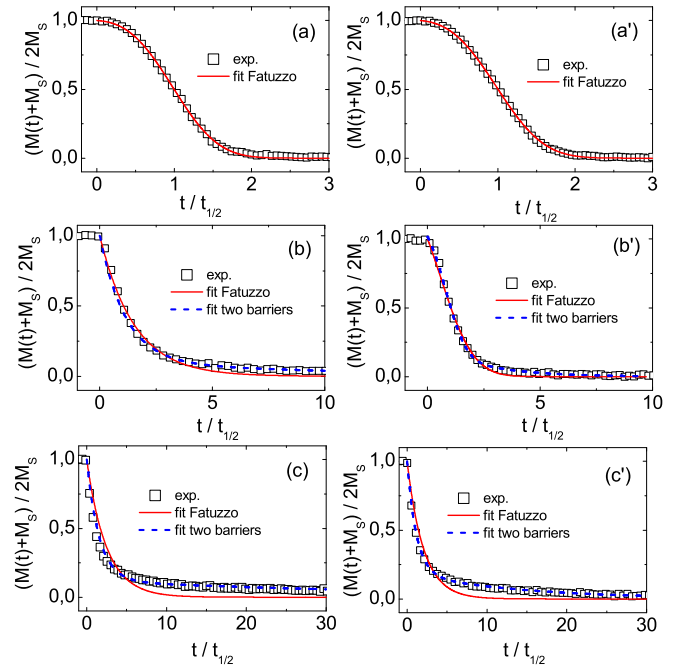 (a)
exp.
fit Fatuzzo
(M(t)+M_S) / 2M_S
1,0
0,5
0,0
0 1 2 3
t / t_1/2
(a')
exp.
fit Fatuzzo
(M(t)+M_S) / 2M_S
1,0
0,5
0,0
0 1 2 3
t / t_1/2
(b)
exp.
fit Fatuzzo
fit two barriers
(M(t)+M_S) / 2M_S
1,0
0,5
0,0
0 5 10
t / t_1/2
(b')
exp.
fit Fatuzzo
fit two barriers
(M(t)+M_S) / 2M_S
1,0
0,5
0,0
0 5 10
t / t_1/2
(c)
exp.
fit Fatuzzo
fit two barriers
(M(t)+M_S) / 2M_S
1,0
0,5
0,0
0 10 20 30
t / t_1/2
(c')
exp.
fit Fatuzzo
fit two barriers
(M(t)+M_S) / 2M_S
1,0
0,5
0,0
0 10 20 30
t / t_1/2